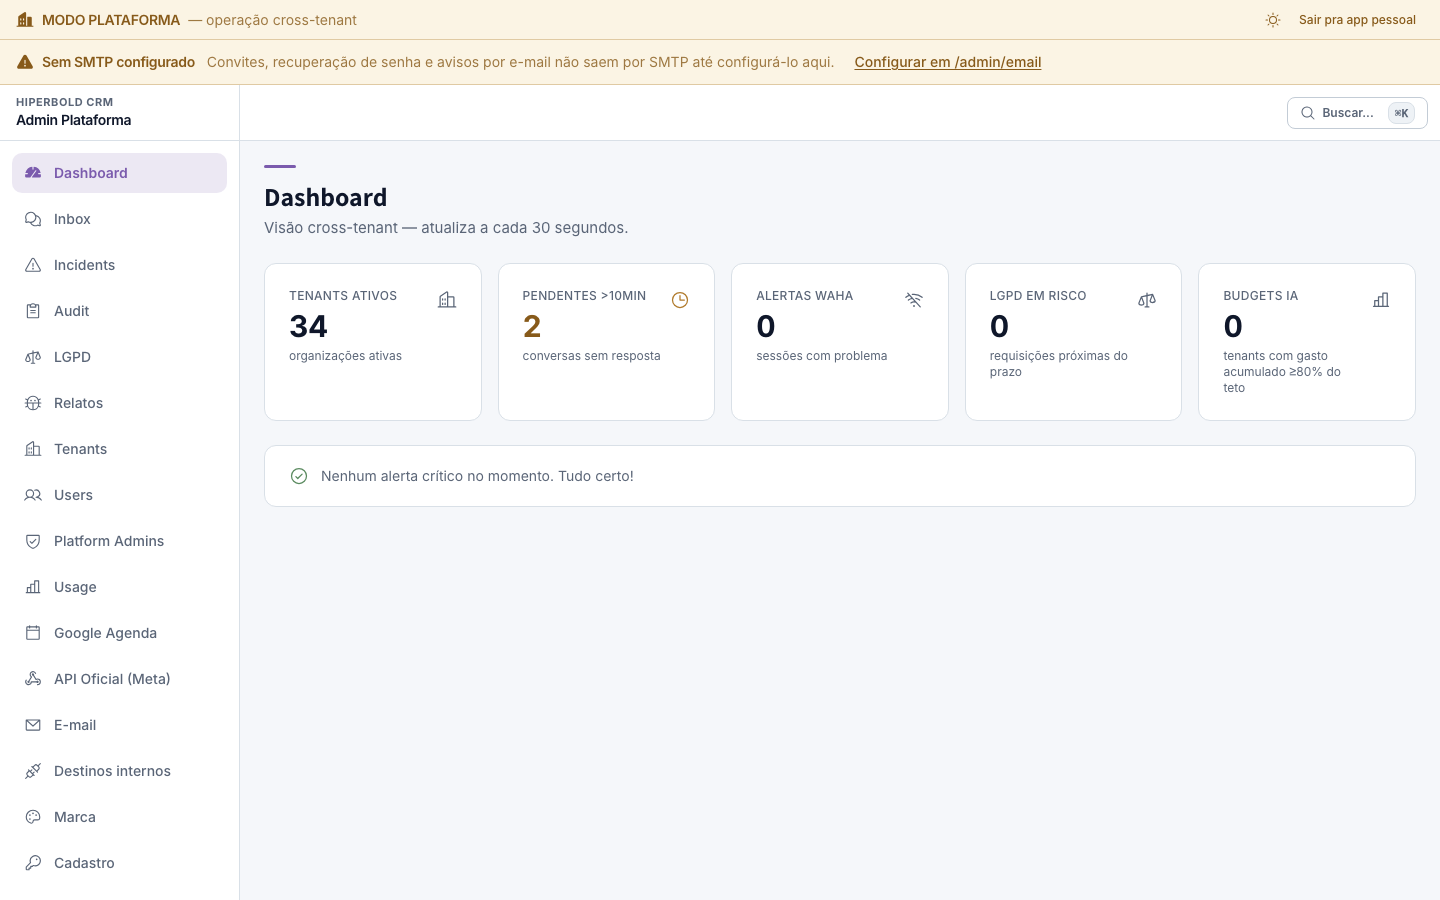 MODO PLATAFORMA — operação cross-tenant
Sair pra app pessoal
Sem SMTP configurado Convites, recuperação de senha e avisos por e-mail não saem por SMTP até configurá-lo aqui. Configurar em /admin/email
HIPERBOLD CRM
Admin Plataforma
Buscar... ⌘K
Dashboard
Inbox
Incidents
Audit
LGPD
Relatos
Tenants
Users
Platform Admins
Usage
Google Agenda
API Oficial (Meta)
E-mail
Destinos internos
Marca
Cadastro
Dashboard
Visão cross-tenant — atualiza a cada 30 segundos.
TENANTS ATIVOS
34
organizações ativas
PENDENTES >10MIN
2
conversas sem resposta
ALERTAS WAHA
0
sessões com problema
LGPD EM RISCO
0
requisições próximas do
prazo
BUDGETS IA
0
tenants com gasto
acumulado ≥80% do
teto
Nenhum alerta crítico no momento. Tudo certo!